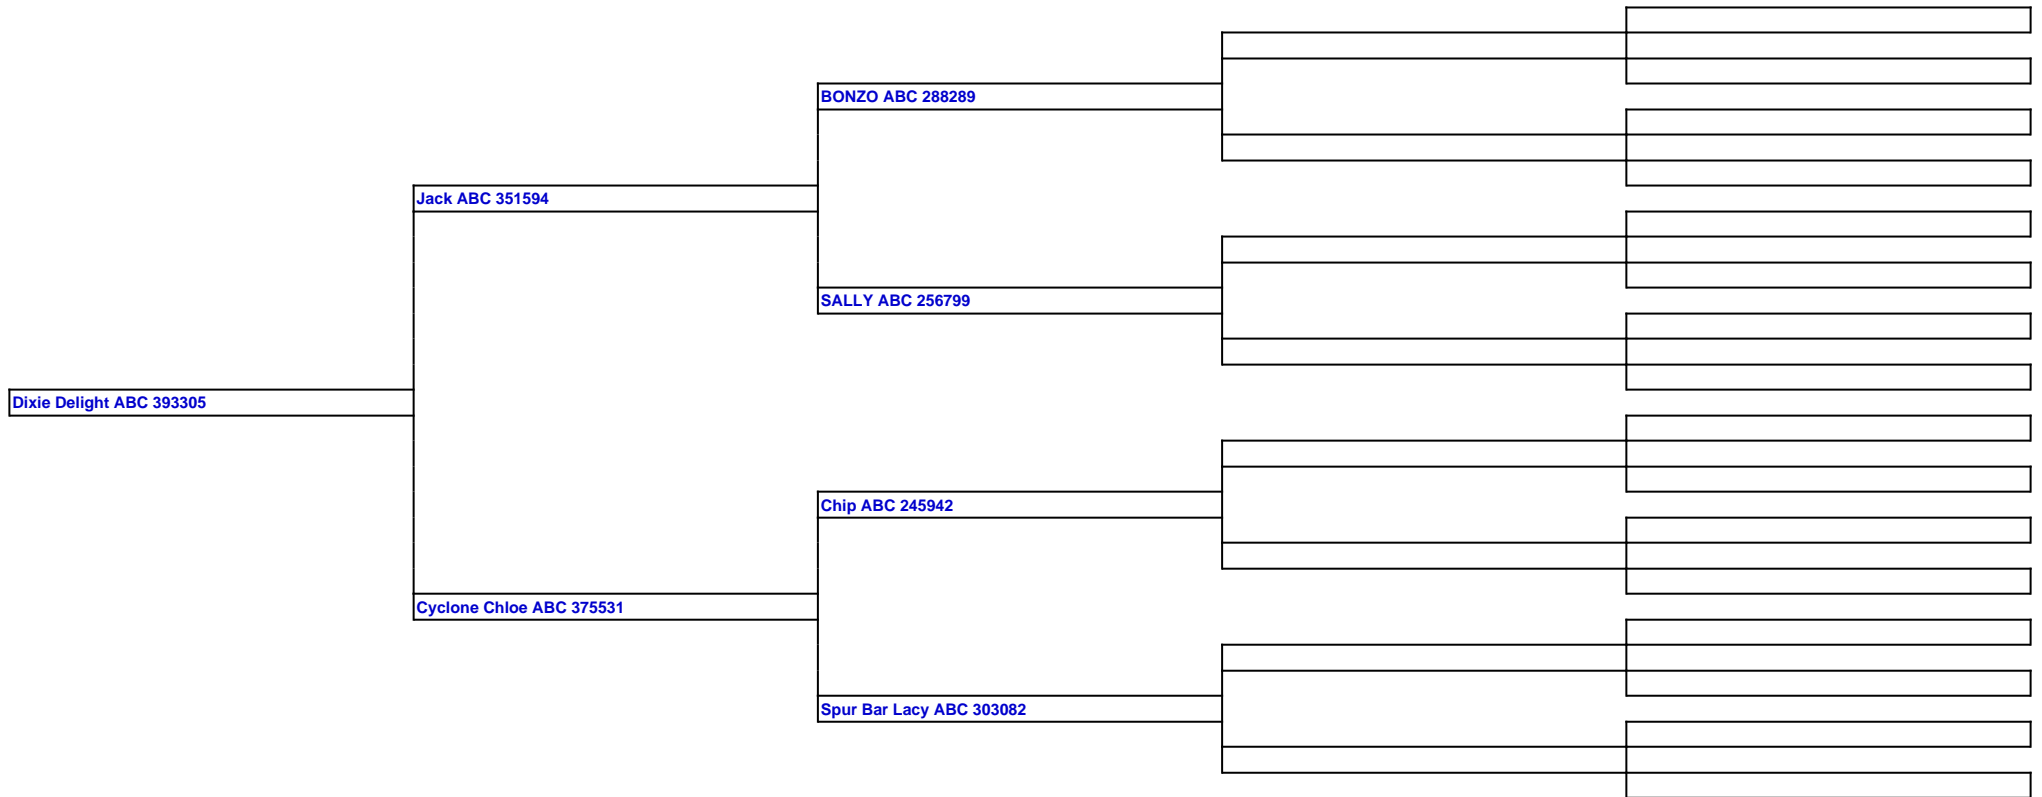 BONZO ABC 288289
Jack ABC 351594
SALLY ABC 256799
Dixie Delight ABC 393305
Chip ABC 245942
Cyclone Chloe ABC 375531
Spur Bar Lacy ABC 303082